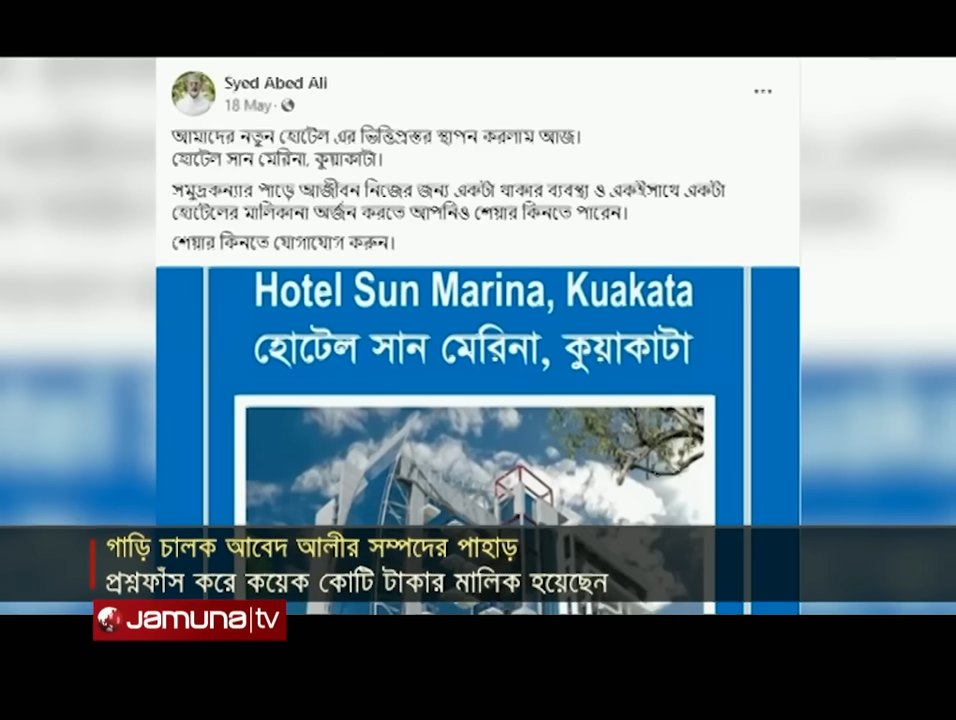 Syed Abed Ali
18 May
আমাদের নতুন হোটেল এর ভিত্তিপ্রস্তর স্থাপন করলাম আজ।
হোটেল সান মেরিনা, কুয়াকাটা।
সমুদ্রকন্যার পাড়ে আজীবন নিজের জন্য একটা থাকার ব্যবস্থা ও একইসাথে একটা
হোটেলের মালিকানা অর্জন করতে আপনিও শেয়ার কিনতে পারেন।
শেয়ার কিনতে যোগাযোগ করুন।
Hotel Sun Marina, Kuakata
হোটেল সান মেরিনা, কুয়াকাটা
গাড়ি চালক আবেদ আলীর সম্পদের পাহাড়
প্রশ্নফাঁস করে কয়েক কোটি টাকার মালিক হয়েছেন
Jamuna|tv